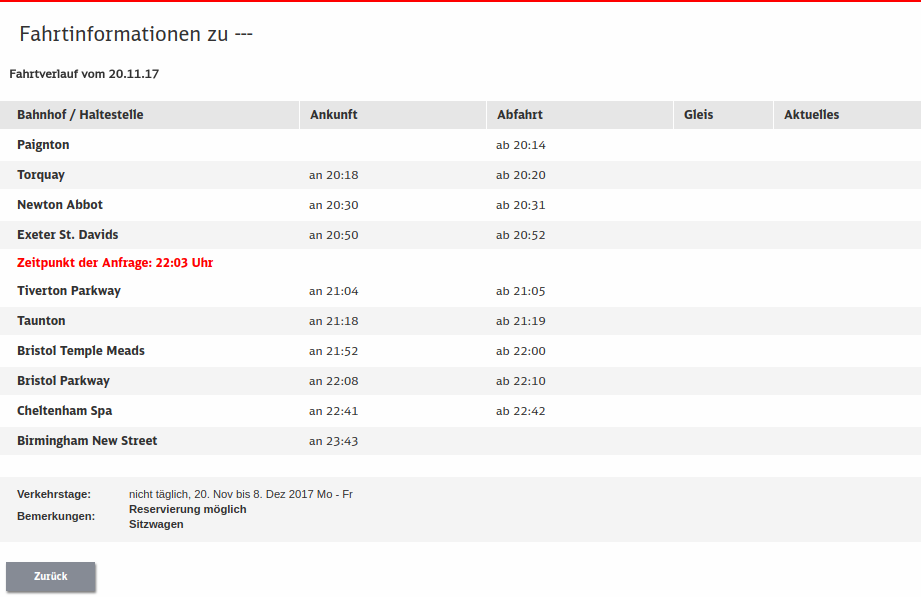 Fahrtinformationen zu ---
Fahrtverlauf vom 20.11.17
Bahnhof / Haltestelle Ankunft Abfahrt Gleis Aktuelles
Paignton ab 20:14
Torquay an 20:18 ab 20:20
Newton Abbot an 20:30 ab 20:31
Exeter St. Davids an 20:50 ab 20:52
Zeitpunkt der Anfrage: 22:03 Uhr
Tiverton Parkway an 21:04 ab 21:05
Taunton an 21:18 ab 21:19
Bristol Temple Meads an 21:52 ab 22:00
Bristol Parkway an 22:08 ab 22:10
Cheltenham Spa an 22:41 ab 22:42
Birmingham New Street an 23:43
Verkehrstage: nicht täglich, 20. Nov bis 8. Dez 2017 Mo - Fr
Bemerkungen: Reservierung möglich
Sitzwagen
Zurück